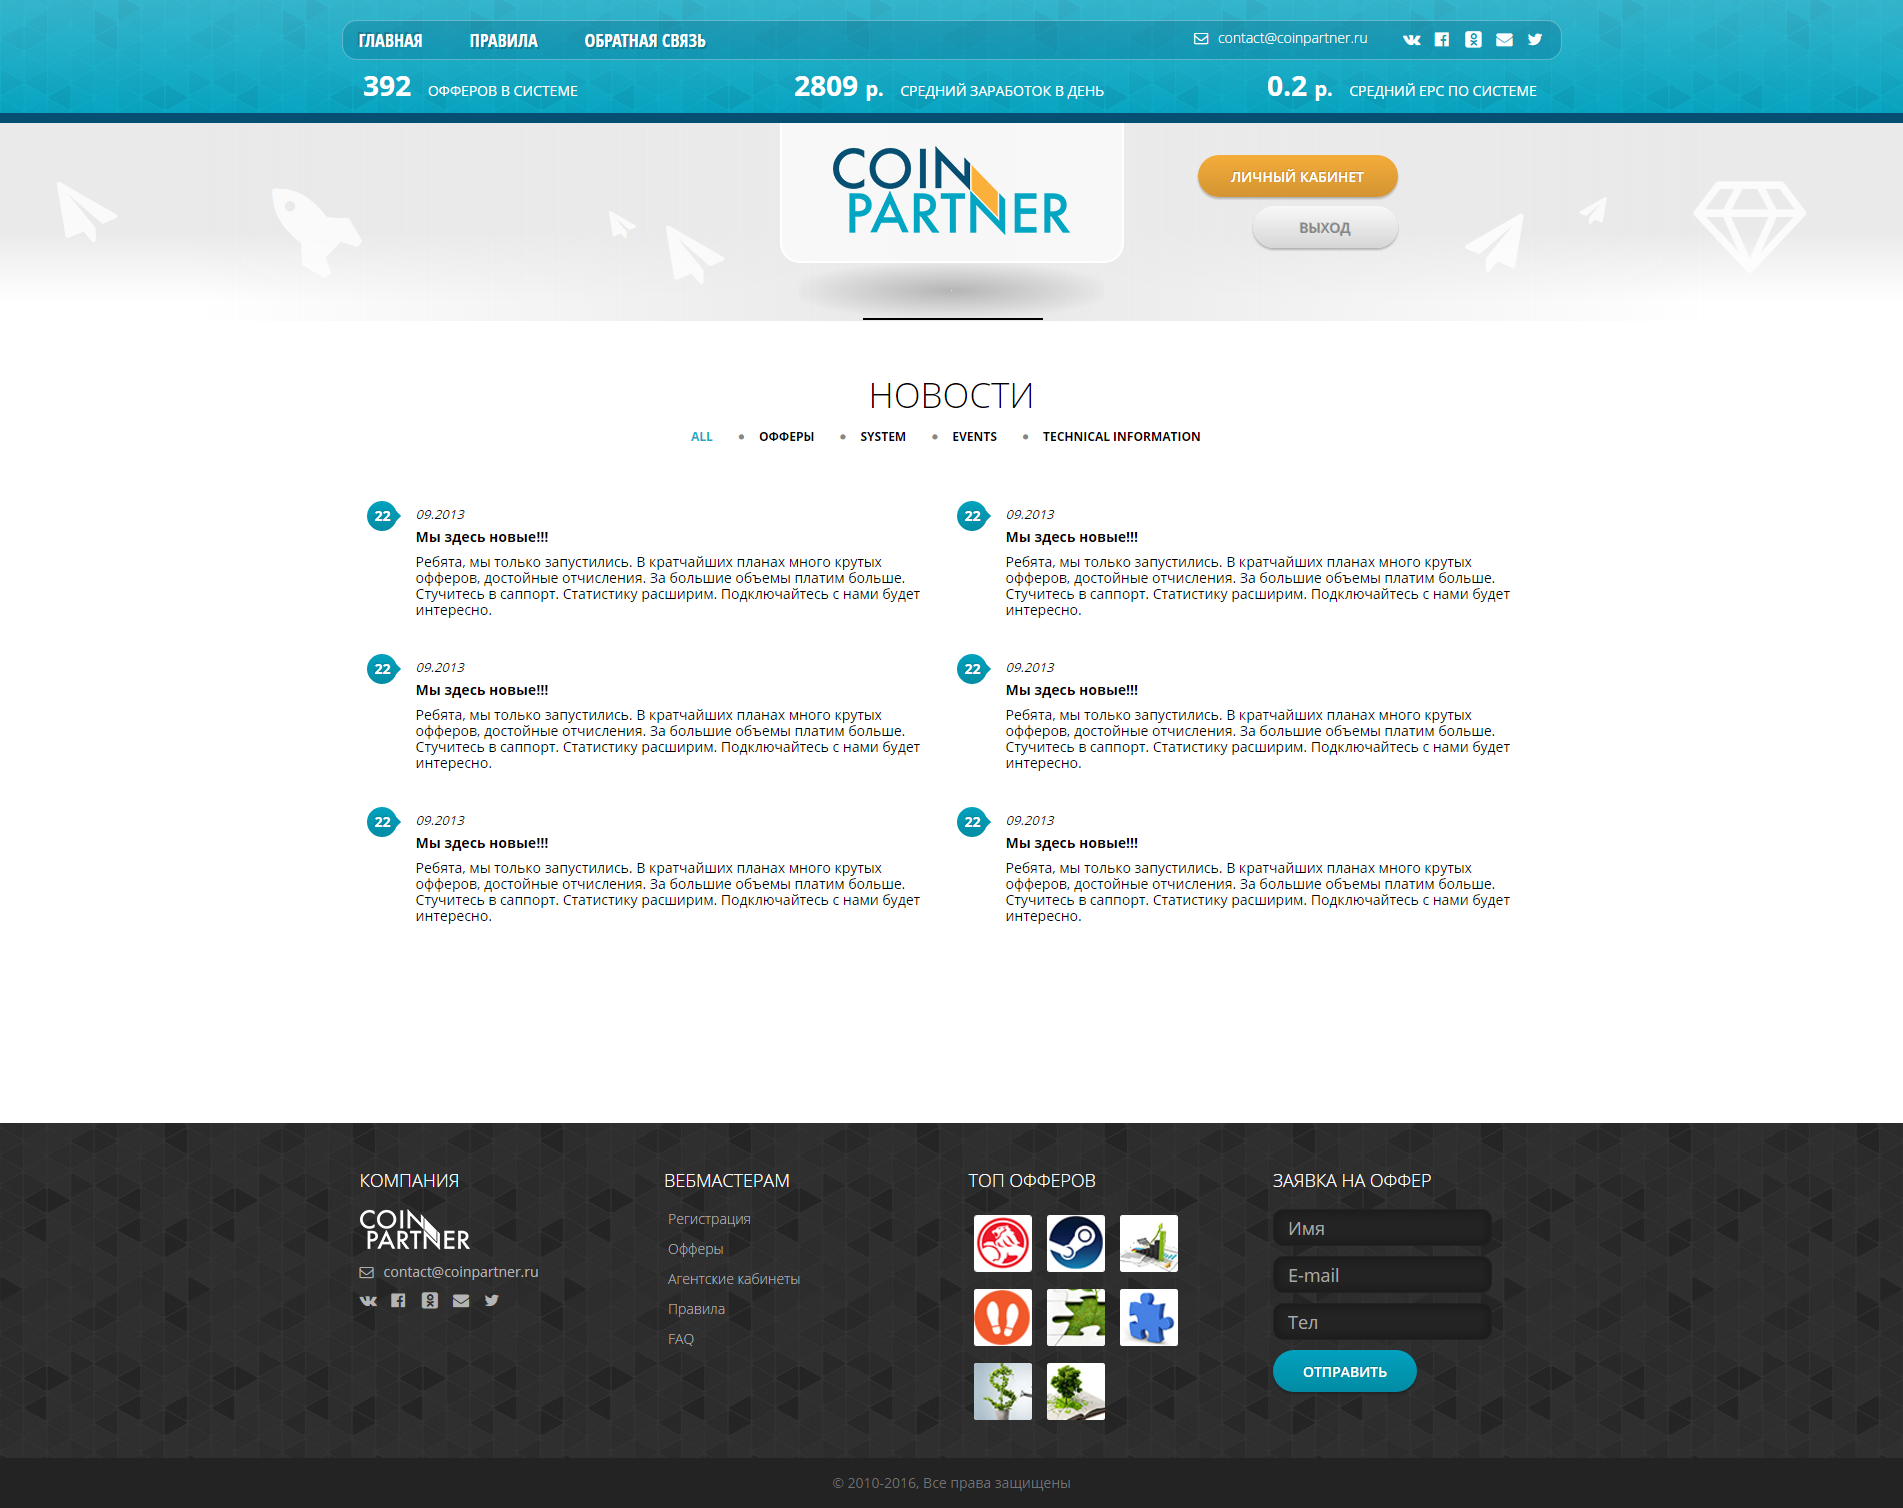 ГЛАВНАЯ
ПРАВИЛА
ОБРАТНАЯ СВЯЗЬ
contact@coinpartner.ru
392 ОФФЕРОВ В СИСТЕМЕ
2809 р. СРЕДНИЙ ЗАРАБОТОК В ДЕНЬ
0.2 р. СРЕДНИЙ EPC ПО СИСТЕМЕ
COIN
PARTNER
ЛИЧНЫЙ КАБИНЕТ
ВЫХОД
НОВОСТИ
ALL
ОФФЕРЫ
SYSTEM
EVENTS
TECHNICAL INFORMATION
22 09.2013
Мы здесь новые!!!
Ребята, мы только запустились. В кратчайших планах много крутых
офферов, достойные отчисления. За большие объемы платим больше.
Стучитесь в саппорт. Статистику расширим. Подключайтесь с нами будет
интересно.
22 09.2013
Мы здесь новые!!!
Ребята, мы только запустились. В кратчайших планах много крутых
офферов, достойные отчисления. За большие объемы платим больше.
Стучитесь в саппорт. Статистику расширим. Подключайтесь с нами будет
интересно.
22 09.2013
Мы здесь новые!!!
Ребята, мы только запустились. В кратчайших планах много крутых
офферов, достойные отчисления. За большие объемы платим больше.
Стучитесь в саппорт. Статистику расширим. Подключайтесь с нами будет
интересно.
22 09.2013
Мы здесь новые!!!
Ребята, мы только запустились. В кратчайших планах много крутых
офферов, достойные отчисления. За большие объемы платим больше.
Стучитесь в саппорт. Статистику расширим. Подключайтесь с нами будет
интересно.
22 09.2013
Мы здесь новые!!!
Ребята, мы только запустились. В кратчайших планах много крутых
офферов, достойные отчисления. За большие объемы платим больше.
Стучитесь в саппорт. Статистику расширим. Подключайтесь с нами будет
интересно.
22 09.2013
Мы здесь новые!!!
Ребята, мы только запустились. В кратчайших планах много крутых
офферов, достойные отчисления. За большие объемы платим больше.
Стучитесь в саппорт. Статистику расширим. Подключайтесь с нами будет
интересно.
КОМПАНИЯ
COIN
PARTNER
contact@coinpartner.ru
ВЕБМАСТЕРАМ
Регистрация
Офферы
Агентские кабинеты
Правила
FAQ
ТОП ОФФЕРОВ
ЗАЯВКА НА ОФФЕР
Имя
E-mail
Тел
ОТПРАВИТЬ
© 2010-2016, Все права защищены